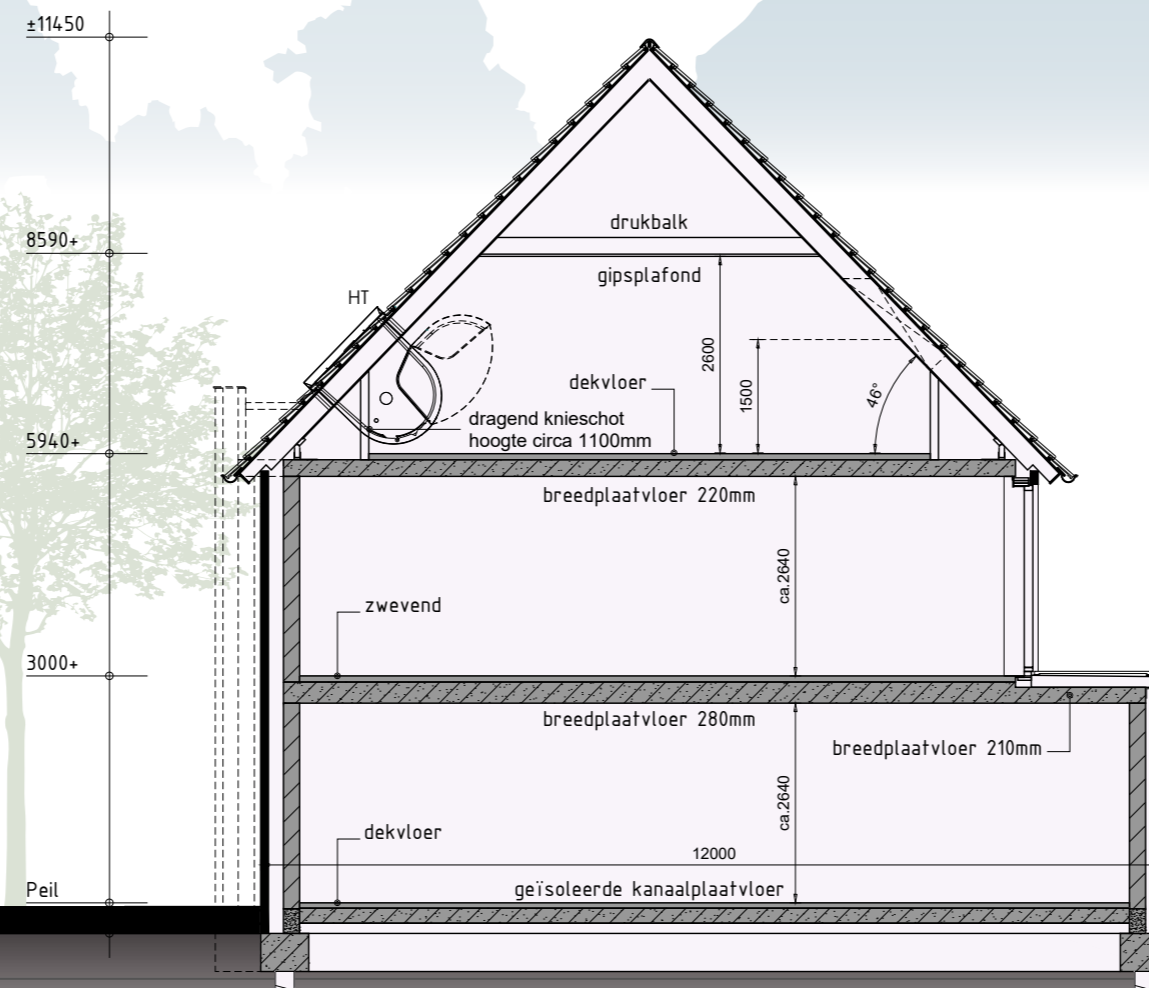 ±11450
8590+
drukbalk
gipsplafond
HT
2600
1500
46°
dekvloer
dragend knieschot
hoogte circa 1100mm
5940+
breedplaatvloer 220mm
ca.2640
zwevend
3000+
breedplaatvloer 280mm
breedplaatvloer 210mm
ca.2640
dekvloer
12000
Peil
geïsoleerde kanaalplaatvloer